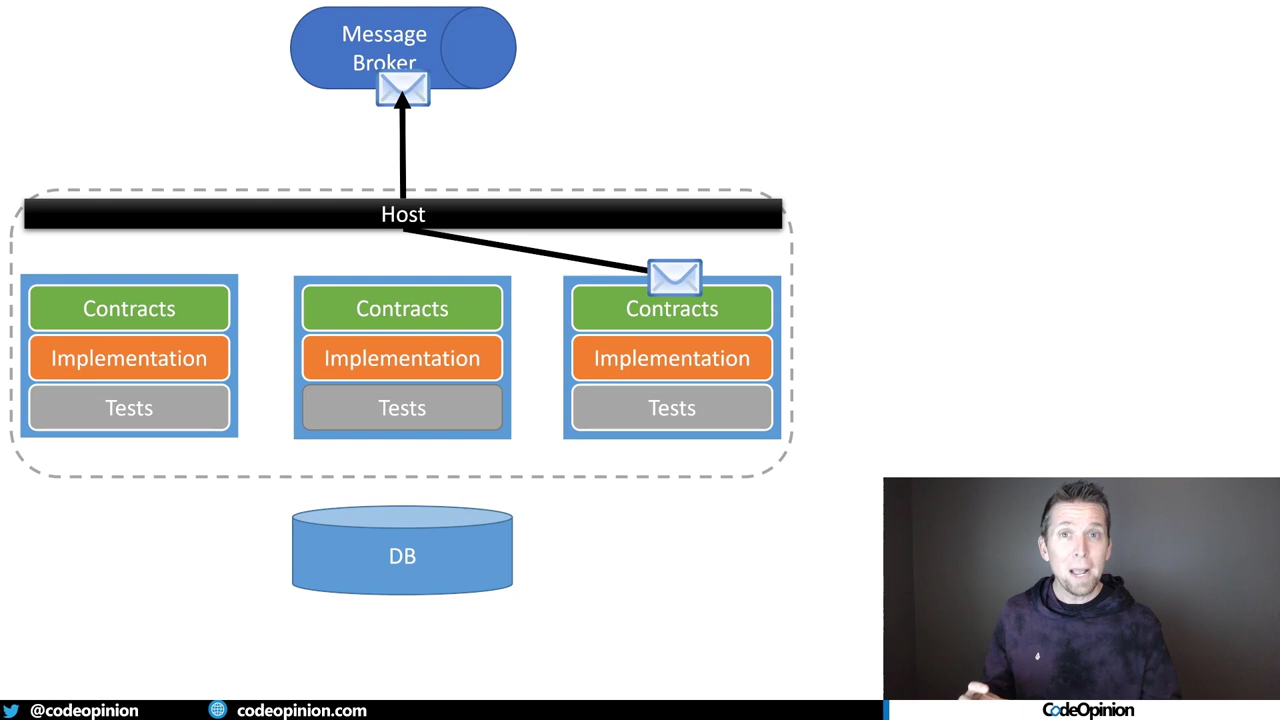 Message
Broker
Host
Contracts
Implementation
Tests
Contracts
Implementation
Tests
Contracts
Implementation
Tests
DB
@codeopinion
codeopinion.com
CodeOpinion